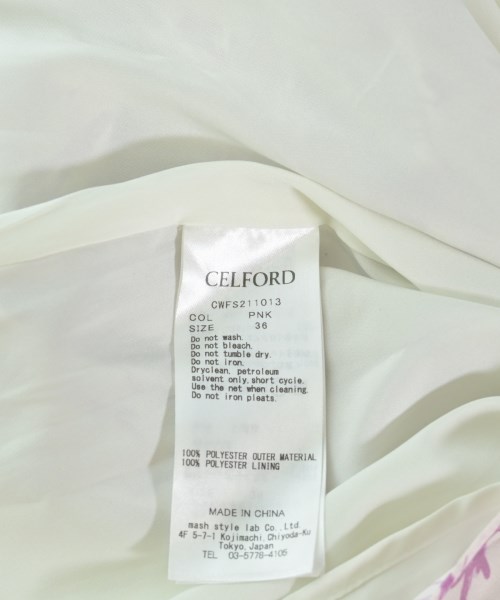 CELFORD
CWFS211013
COL PNK
SIZE 36
Do not wash.
Do not bleach.
Do not tumble dry.
Do not iron.
Dryclean, petroleum
solvent only,short cycle.
Use the net when cleaning.
Do not iron pleats.
100% POLYESTER OUTER MATERIAL
100% POLYESTER LINING
MADE IN CHINA
mash style lab Co.,Ltd
4F 5-7-1 Kojimachi,Chiyoda-Ku
Tokyo,Japan
TEL 03-5778-4105